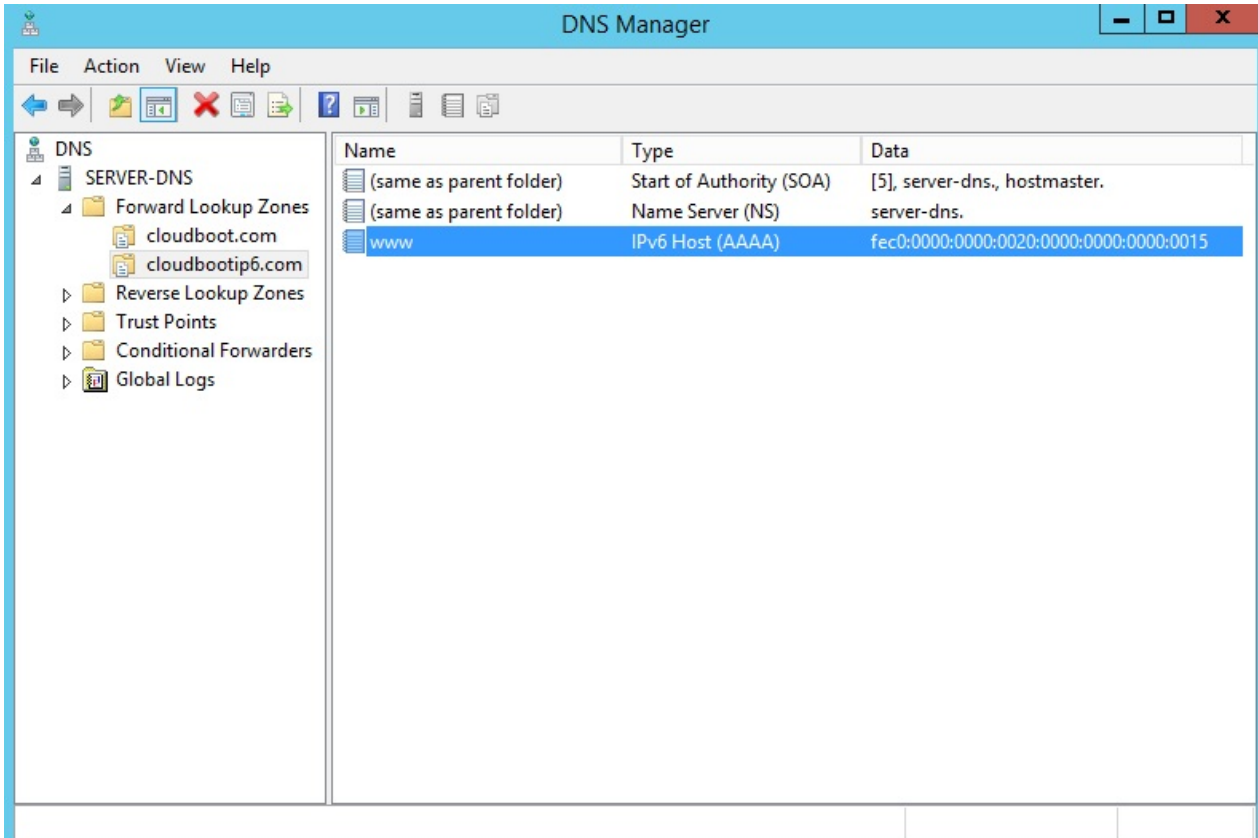 DNS Manager
File Action View Help
DNS
SERVER-DNS
Forward Lookup Zones
cloudboot.com
cloudbootip6.com
Reverse Lookup Zones
Trust Points
Conditional Forwarders
Global Logs
Name Type Data
(same as parent folder) Start of Authority (SOA) [5], server-dns., hostmaster.
(same as parent folder) Name Server (NS) server-dns.
www IPv6 Host (AAAA) fec0:0000:0000:0020:0000:0000:0000:0015